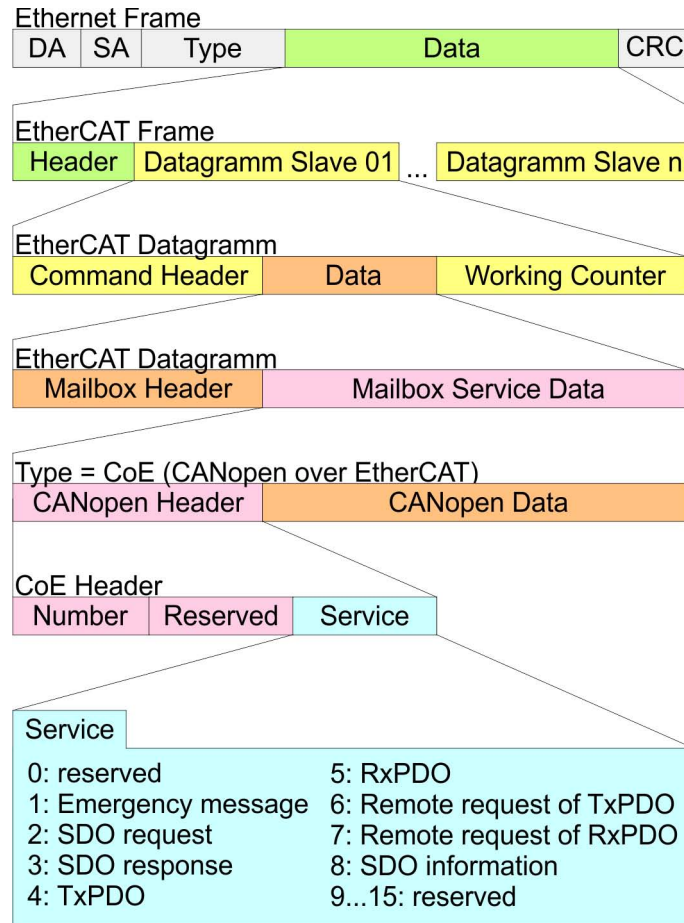 Ethernet Frame
DA SA Type Data CRC
EtherCAT Frame
Header Datagramm Slave 01 ... Datagramm Slave n
EtherCAT Datagramm
Command Header Data Working Counter
EtherCAT Datagramm
Mailbox Header Mailbox Service Data
Type = CoE (CANopen over EtherCAT)
CANopen Header CANopen Data
CoE Header
Number Reserved Service
Service
0: reserved
1: Emergency message
2: SDO request
3: SDO response
4: TxPDO
5: RxPDO
6: Remote request of TxPDO
7: Remote request of RxPDO
8: SDO information
9...15: reserved